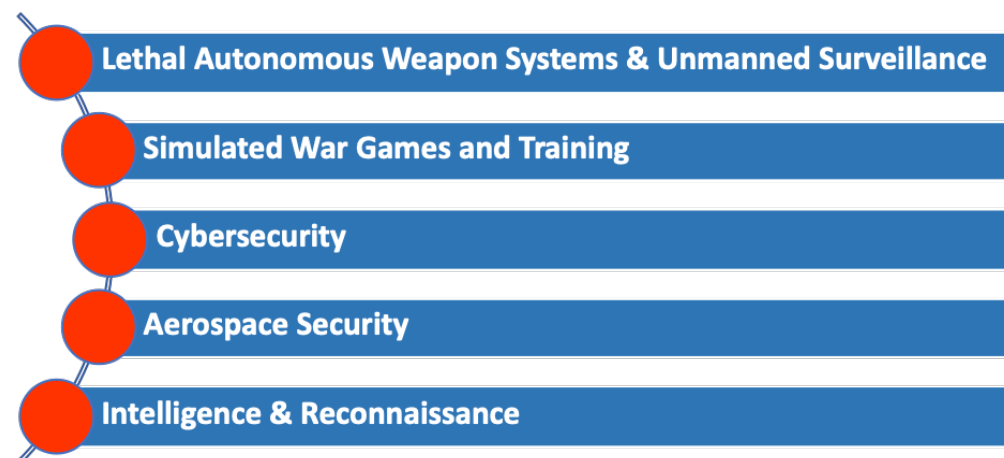 Lethal Autonomous Weapon Systems & Unmanned Surveillance
Simulated War Games and Training
Cybersecurity
Aerospace Security
Intelligence & Reconnaissance